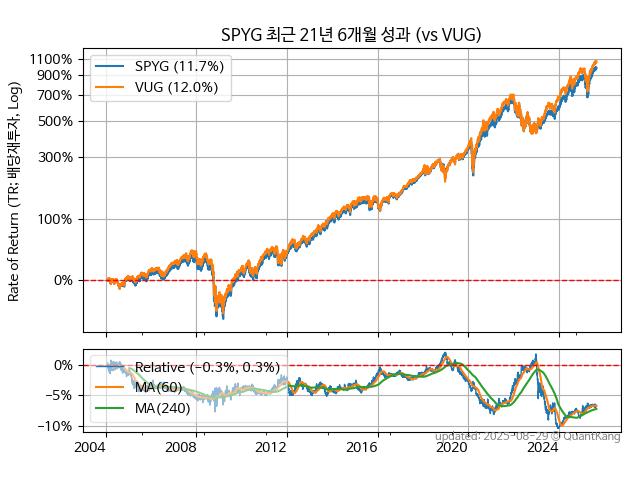 SPYG 최근 21년 6개월 성과 (vs VUG)
Rate of Return (TR; 배당재투자, Log)
1100%
900%
700%
500%
300%
100%
0%
SPYG (11.7%)
VUG (12.0%)
0%
−5%
−10%
Relative (−0.3%, 0.3%)
MA(60)
MA(240)
2004 2008 2012 2016 2020 2024
updated: 2025-08-29 © QuantKang